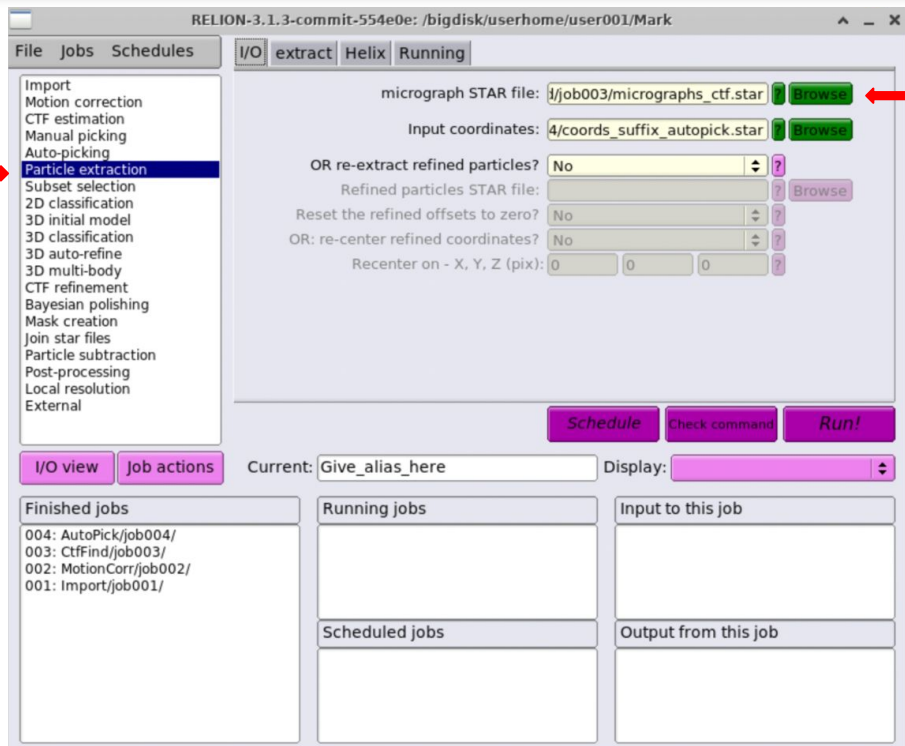 RELION-3.1.3-commit-554e0e: /bigdisk/userhome/user001/Mark
File Jobs Schedules
I/O extract Helix Running
Import
Motion correction
CTF estimation
Manual picking
Auto-picking
Particle extraction
Subset selection
2D classification
3D initial model
3D classification
3D auto-refine
3D multi-body
CTF refinement
Bayesian polishing
Mask creation
Join star files
Particle subtraction
Post-processing
Local resolution
External
micrograph STAR file: d/job003/micrographs_ctf.star ? Browse
Input coordinates: 4/coords_suffix_autopick.star ? Browse
OR re-extract refined particles? No ?
Refined particles STAR file: ? Browse
Reset the refined offsets to zero? No ?
OR: re-center refined coordinates? No ?
Recenter on - X, Y, Z (pix): 0 0 0 ?
Schedule Check command Run!
I/O view Job actions Current: Give_alias_here Display:
Finished jobs
004: AutoPick/job004/
003: CtfFind/job003/
002: MotionCorr/job002/
001: Import/job001/
Running jobs
Input to this job
Scheduled jobs
Output from this job